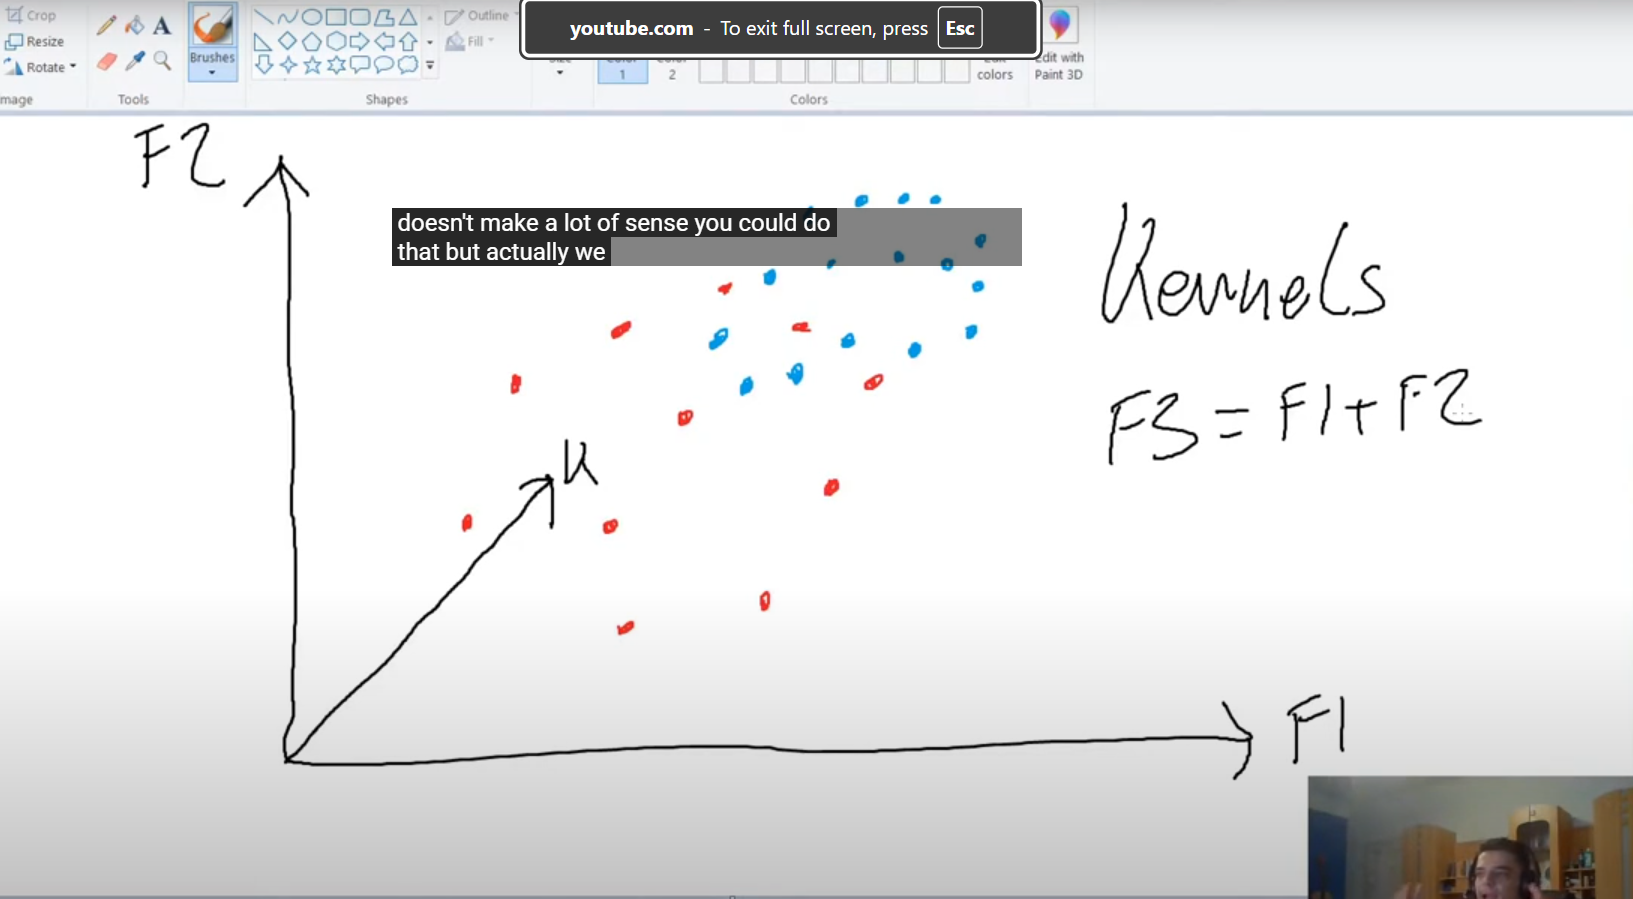 Crop
Resize
Rotate
mage
A
Tools
Brushes
Shapes
Outline
Fill
youtube.com - To exit full screen, press Esc
1
2
colors
Colors
Edit with
Paint 3D
F2
doesn't make a lot of sense you could do
that but actually we
Kernels
F3 = F1 + F2
K
F1